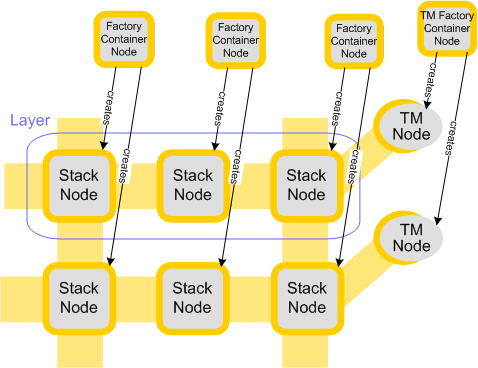 Factory
Container
Node
Factory
Container
Node
Factory
Container
Node
TM Factory
Container
Node
creates
creates
creates
creates
creates
creates
creates
creates
Layer
TM
Node
Stack
Node
Stack
Node
Stack
Node
TM
Node
Stack
Node
Stack
Node
Stack
Node